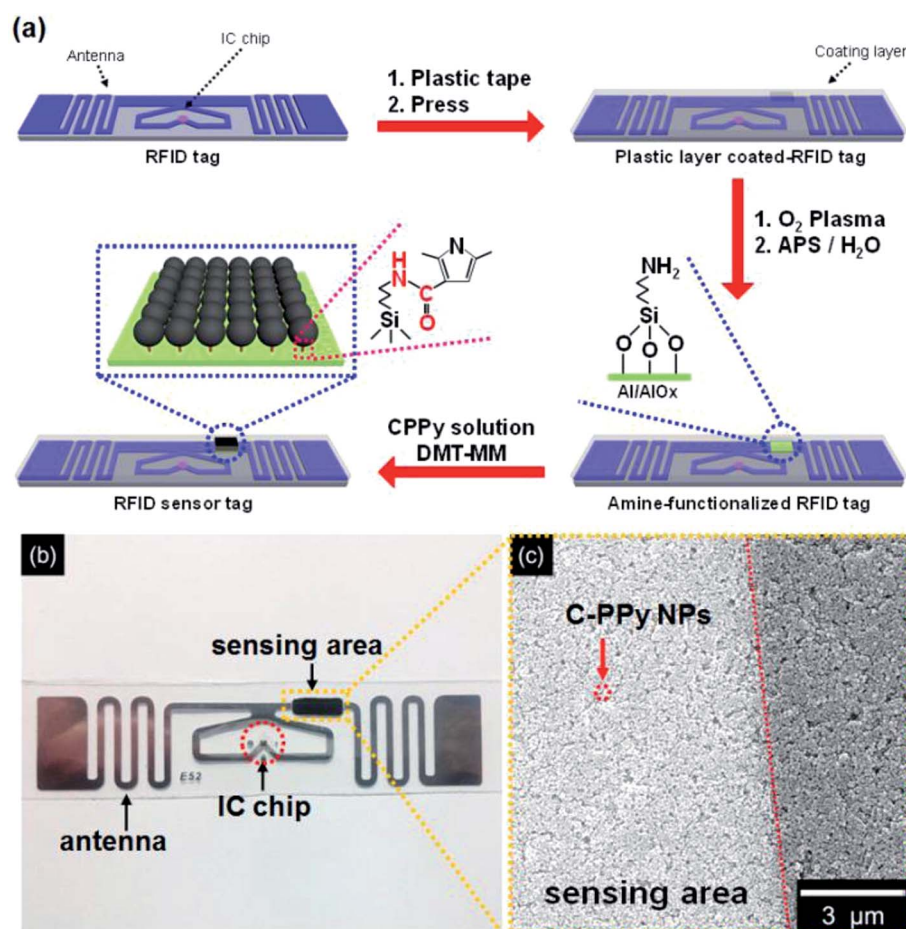 (a)
IC chip
Antenna
RFID tag
1. Plastic tape
2. Press
Coating layer
Plastic layer coated-RFID tag
1. O₂ Plasma
2. APS / H₂O
NH₂
Si
O O O
Al/AlOx
Amine-functionalized RFID tag
CPPy solution
DMT-MM
H
N
C
O
N
Si
RFID sensor tag
(b)
sensing area
E52
IC chip
antenna
(c)
C-PPy NPs
sensing area
3 μm